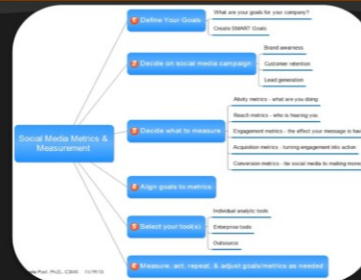 Social Media Metrics &
Measurement
1 Define Your Goals
What are your goals for your company?
Create SMART Goals
2 Decide on social media campaign
Brand awareness
Customer retention
Lead generation
3 Decide what to measure
Ativity metrics - what are you doing
Reach metrics - who is hearing you
Engagement metrics - the effect your message is hav
Acquisition metrics - turning engagement into action
Conversion metrics - tie social media to making mone
4 Align goals to metrics
5 Select your tool(s)
Individual analytic tools
Enterprise tools
Outsource
6 Measure, act, repeat, & adjust goals/metrics as needed
Ph.D.,